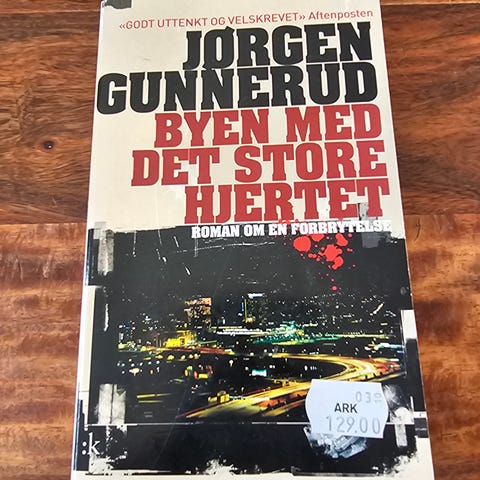 «GODT UTTENKT OG VELSKREVET» Aftenposten
JØRGEN
GUNNERUD
BYEN MED
DET STORE
HJERTET
ROMAN OM EN FORBRYTELSE
ARK
129.00
:k